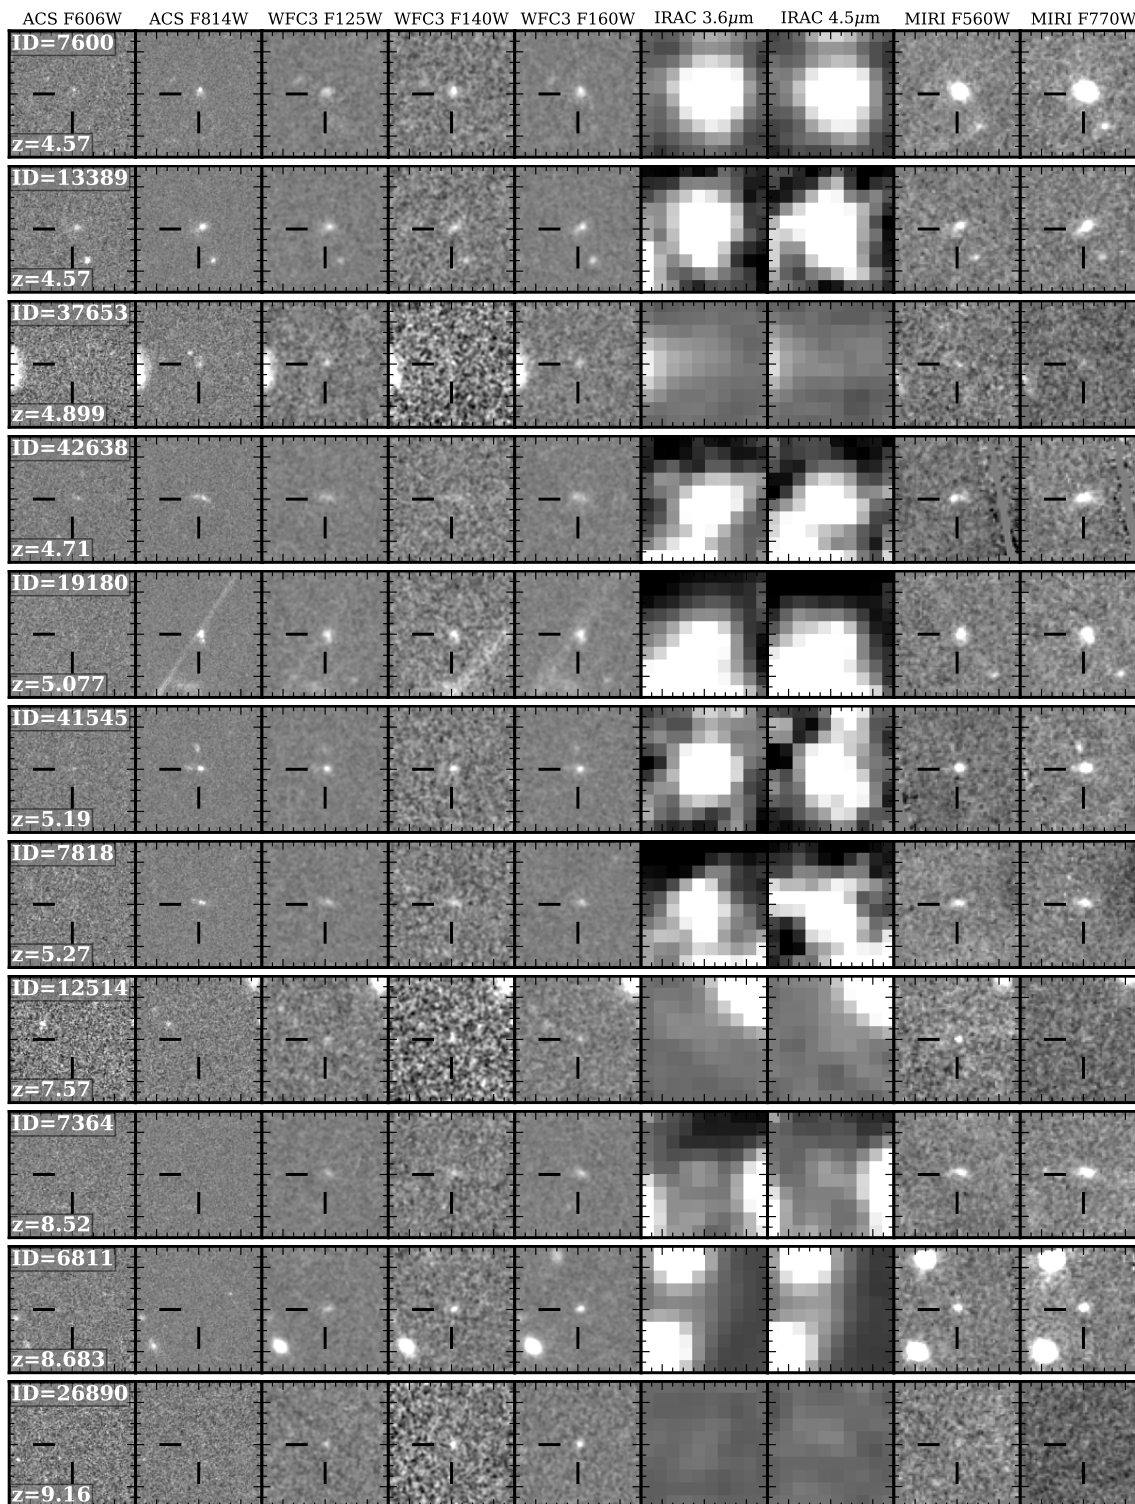 ACS F606W ACS F814W WFC3 F125W WFC3 F140W WFC3 F160W IRAC 3.6μm IRAC 4.5μm MIRI F560W MIRI F770W
ID=7600
z=4.57
ID=13389
z=4.57
ID=37653
z=4.899
ID=42638
z=4.71
ID=19180
z=5.077
ID=41545
z=5.19
ID=7818
z=5.27
ID=12514
z=7.57
ID=7364
z=8.52
ID=6811
z=8.683
ID=26890
z=9.16